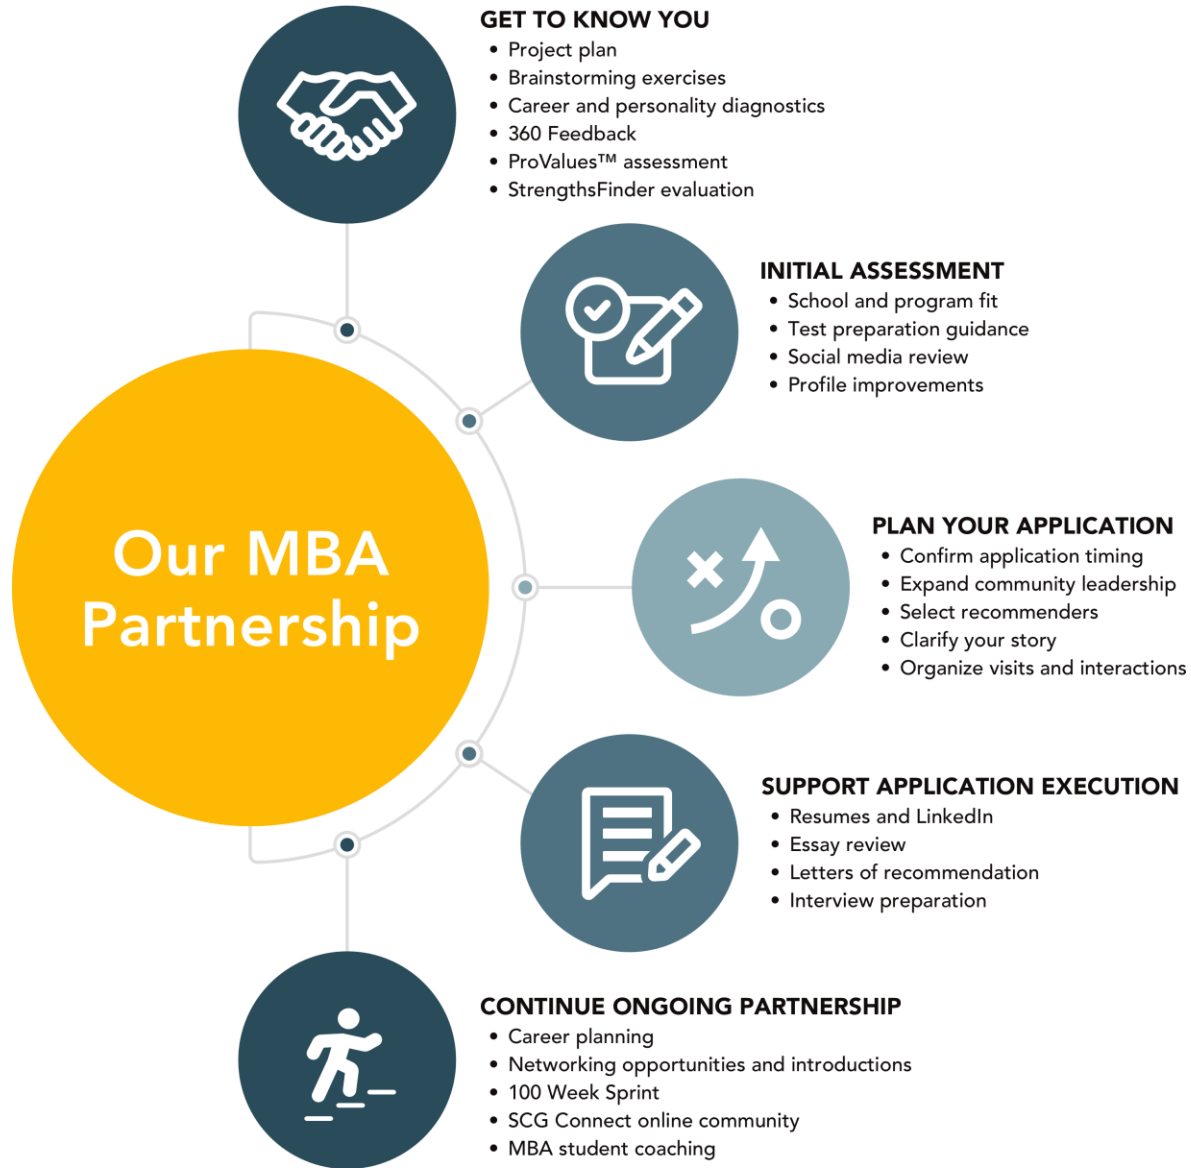 GET TO KNOW YOU
• Project plan
• Brainstorming exercises
• Career and personality diagnostics
• 360 Feedback
• ProValues™ assessment
• StrengthsFinder evaluation
INITIAL ASSESSMENT
• School and program fit
• Test preparation guidance
• Social media review
• Profile improvements
Our MBA
Partnership
PLAN YOUR APPLICATION
• Confirm application timing
• Expand community leadership
• Select recommenders
• Clarify your story
• Organize visits and interactions
SUPPORT APPLICATION EXECUTION
• Resumes and LinkedIn
• Essay review
• Letters of recommendation
• Interview preparation
CONTINUE ONGOING PARTNERSHIP
• Career planning
• Networking opportunities and introductions
• 100 Week Sprint
• SCG Connect online community
• MBA student coaching